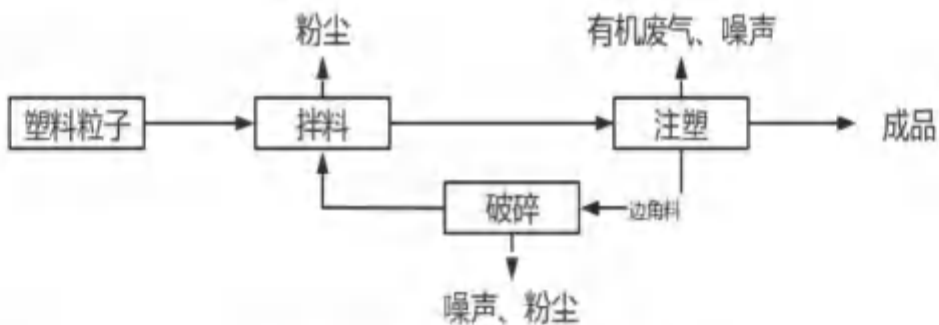 粉尘
有机废气、噪声
塑料粒子
拌料
注塑
成品
破碎
边角料
噪声、粉尘